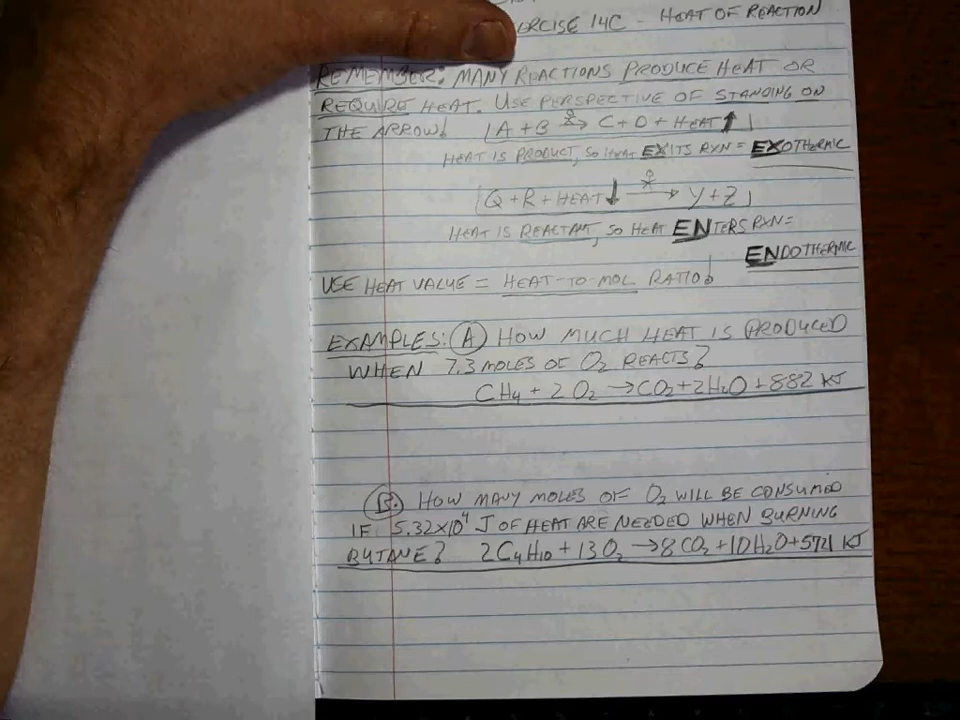 ERCISE 14C - HEAT OF REACTION
REMEMBER: MANY REACTIONS PRODUCE HEAT OR
REQUIRE HEAT. USE PERSPECTIVE OF STANDING ON
THE ARROW! |A + B → C + D + HEAT↑|
HEAT IS PRODUCT, SO HEAT EXITS RXN = EXOTHERMIC
|Q + R + HEAT↓ → Y + Z|
HEAT IS REACTANT, SO HEAT ENTERS RXN =
ENDOTHERMIC
USE HEAT VALUE = HEAT-TO-MOL RATIO!
EXAMPLES: (A) HOW MUCH HEAT IS PRODUCED
WHEN 7.3 MOLES OF O2 REACTS?
CH4 + 2 O2 → CO2 + 2H2O + 882 KJ
(B.) HOW MANY MOLES OF O2 WILL BE CONSUMED
IF 5.32×10⁴ J OF HEAT ARE NEEDED WHEN BURNING
BUTANE? 2C4H10 + 13 O2 → 8 CO2 + 10 H2O + 5721 KJ